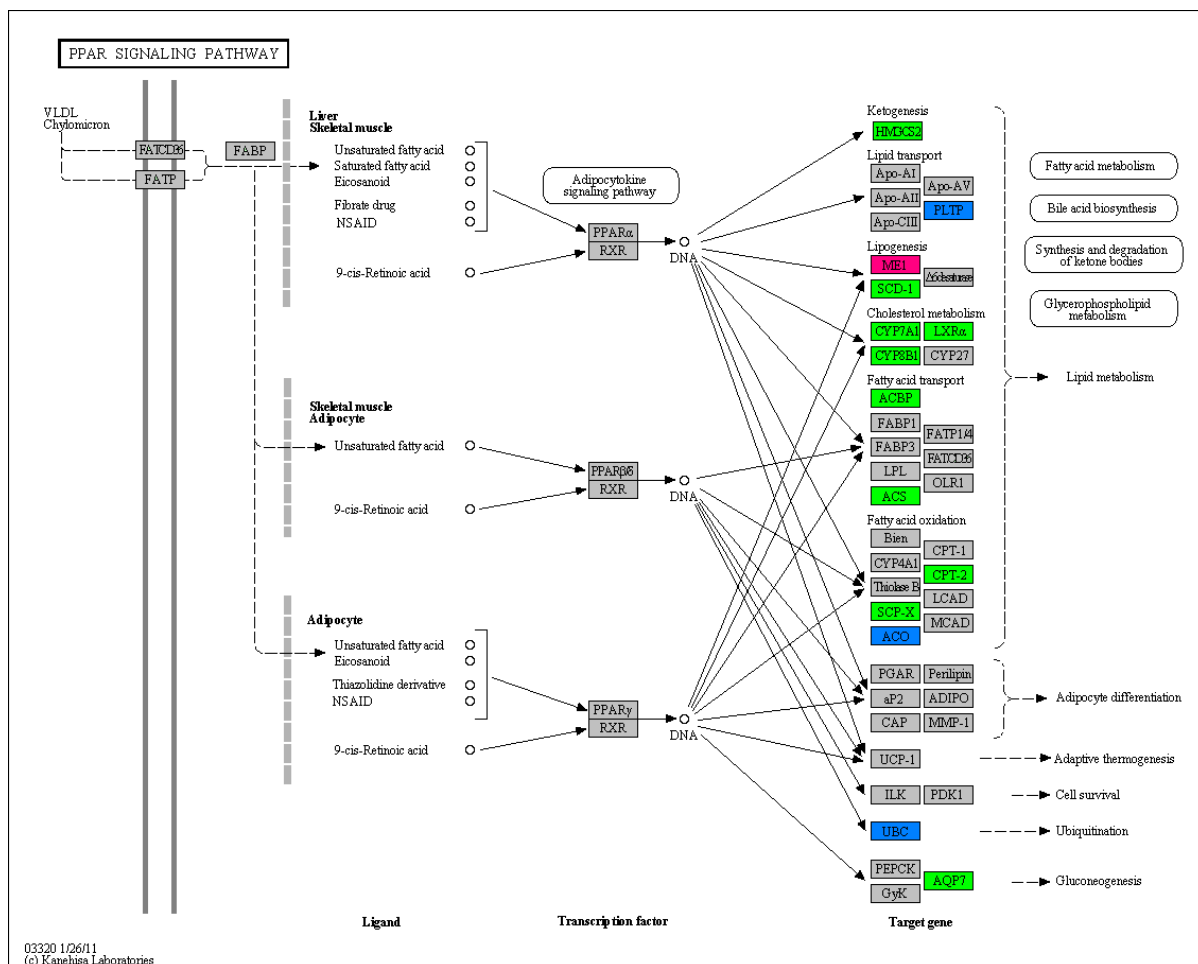 PPAR SIGNALING PATHWAY
VLDL
Chylomicron
FATCD36
FATP
FABP
Liver
Skeletal muscle
Unsaturated fatty acid
Saturated fatty acid
Eicosanoid
Fibrate drug
NSAID
9-cis-Retinoic acid
Adipocytokine
signaling pathway
PPARα
RXR
DNA
Skeletal muscle
Adipocyte
Unsaturated fatty acid
9-cis-Retinoic acid
PPARβ/δ
RXR
DNA
Adipocyte
Unsaturated fatty acid
Eicosanoid
Thiazolidine derivative
NSAID
9-cis-Retinoic acid
PPARγ
RXR
DNA
Ketogenesis
HMGCS2
Lipid transport
Apo-AI
Apo-AII
Apo-CIII
Apo-AV
PLTP
Lipogenesis
ME1
SCD-1
Δ6desaturase
Cholesterol metabolism
CYP7A1
LXRα
CYP8B1
CYP27
Fatty acid transport
ACBP
FABP1
FABP3
LPL
ACS
FATP1/4
FATCD36
OLR1
Fatty acid oxidation
Bien
CYP4A1
Thiolase B
SCP-X
ACO
CPT-1
CPT-2
LCAD
MCAD
PGAR
Perilipin
aP2
ADIPO
CAP
MMP-1
UCP-1
ILK
PDK1
UBC
PEPCK
GyK
AQP7
Fatty acid metabolism
Bile acid biosynthesis
Synthesis and degradation
of ketone bodies
Glycerophospholipid
metabolism
Lipid metabolism
Adipocyte differentiation
Adaptive thermogenesis
Cell survival
Ubiquitination
Gluconeogenesis
Ligand
Transcription factor
Target gene
03320 1/26/11
(c) Kanehisa Laboratories